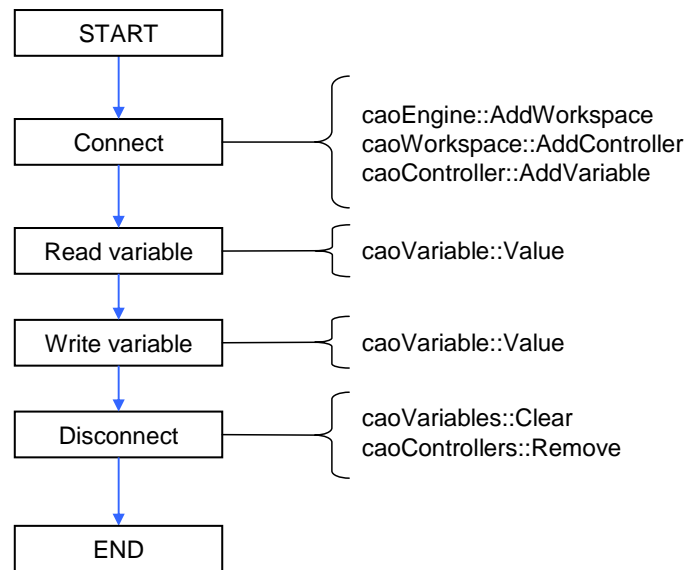 START
Connect
caoEngine::AddWorkspace
caoWorkspace::AddController
caoController::AddVariable
Read variable
caoVariable::Value
Write variable
caoVariable::Value
Disconnect
caoVariables::Clear
caoControllers::Remove
END